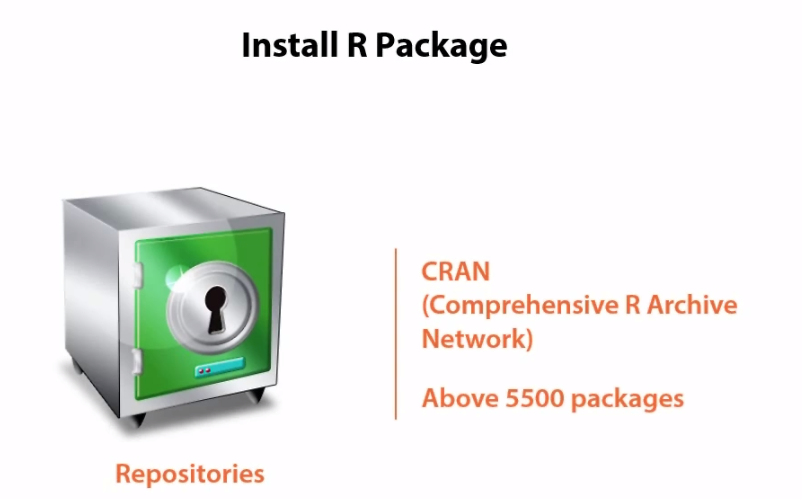 Install R Package
CRAN
(Comprehensive R Archive
Network)
Above 5500 packages
Repositories